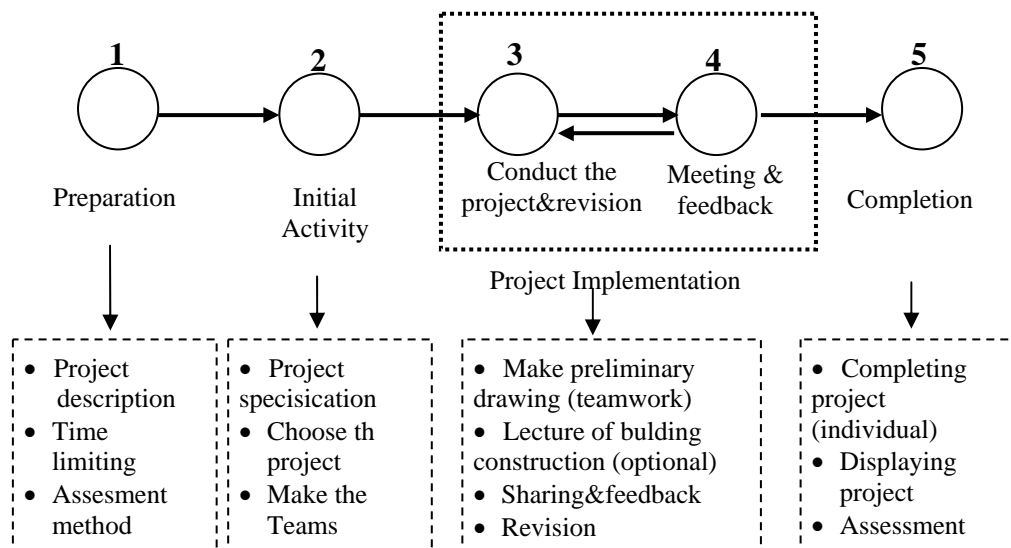 1
2
3
4
5
Preparation
Initial
Activity
Conduct the
project&revision
Meeting &
feedback
Completion
Project Implementation
• Project
description
• Time
limiting
• Assesment
method
• Project
specisication
• Choose th
project
• Make the
Teams
• Make preliminary
drawing (teamwork)
• Lecture of bulding
construction (optional)
• Sharing&feedback
• Revision
• Completing
project
(individual)
• Displaying
project
• Assessment